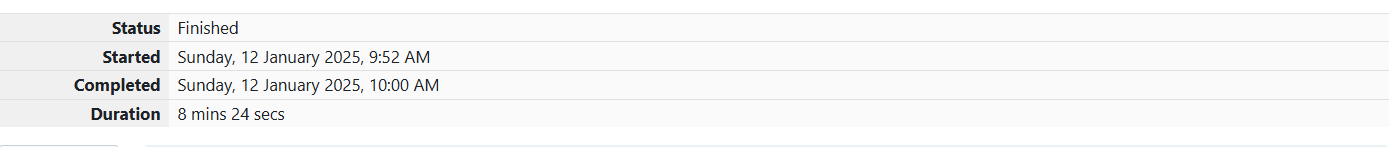 Status Finished
Started Sunday, 12 January 2025, 9:52 AM
Completed Sunday, 12 January 2025, 10:00 AM
Duration 8 mins 24 secs